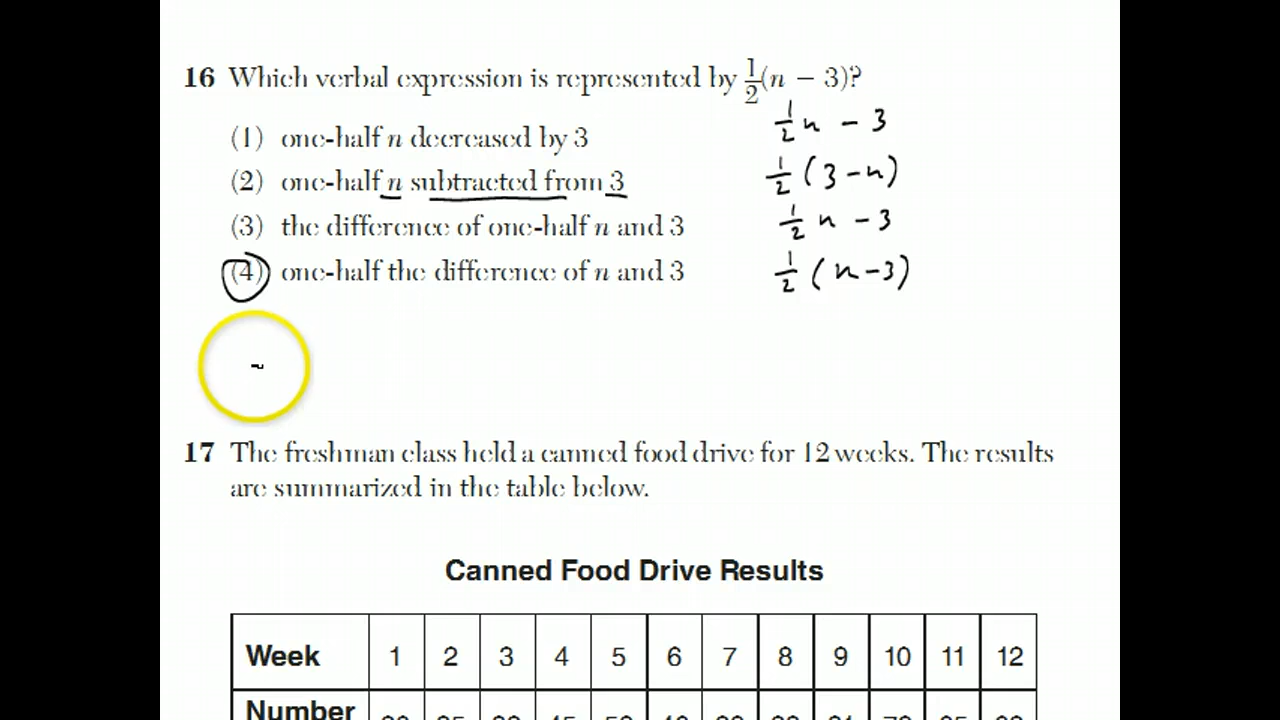 16 Which verbal expression is represented by 1/2(n − 3)?
(1) one-half n decreased by 3 1/2 n - 3
(2) one-half n subtracted from 3 1/2 (3-n)
(3) the difference of one-half n and 3 1/2 n - 3
(4) one-half the difference of n and 3 1/2 (n-3)
17 The freshman class held a canned food drive for 12 weeks. The results
are summarized in the table below.
Canned Food Drive Results
Week 1 2 3 4 5 6 7 8 9 10 11 12
Number